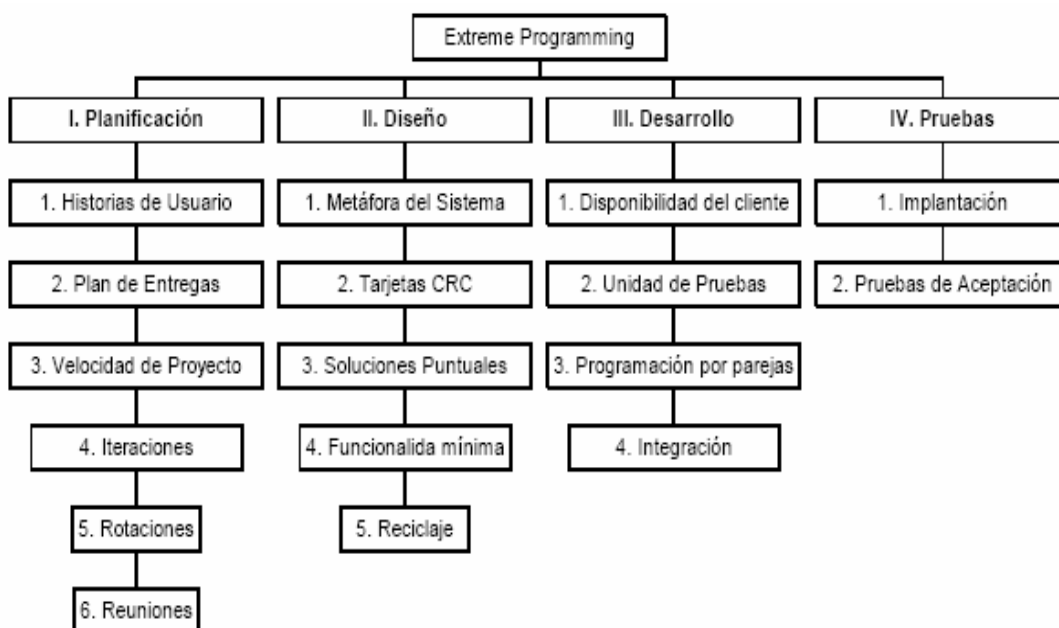 Extreme Programming
I. Planificación
1. Historias de Usuario
2. Plan de Entregas
3. Velocidad de Proyecto
4. Iteraciones
5. Rotaciones
6. Reuniones
II. Diseño
1. Metáfora del Sistema
2. Tarjetas CRC
3. Soluciones Puntuales
4. Funcionalida mínima
5. Reciclaje
III. Desarrollo
1. Disponibilidad del cliente
2. Unidad de Pruebas
3. Programación por parejas
4. Integración
IV. Pruebas
1. Implantación
2. Pruebas de Aceptación